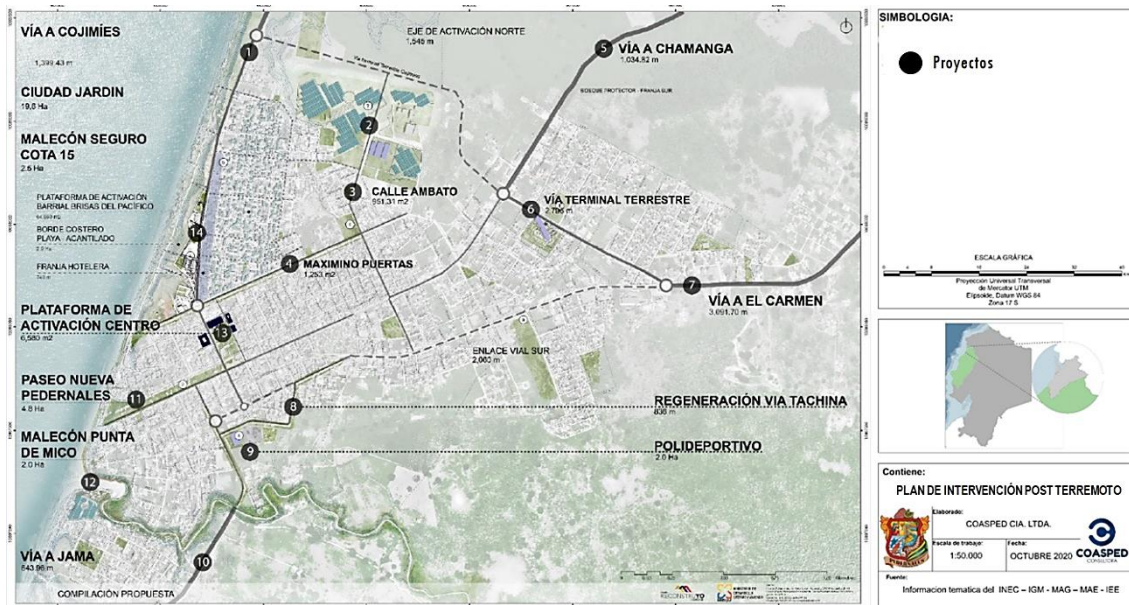 VÍA A COJIMÍES
1,399.43 m
CIUDAD JARDIN
19,6 Ha
MALECÓN SEGURO
COTA 15
2.5 Ha
PLATAFORMA DE ACTIVACIÓN
BARRIAL BRISAS DEL PACÍFICO
BORDE COSTERO
PLAYA - ACANTILADO
FRANJA HOTELERA
PLATAFORMA DE
ACTIVACIÓN CENTRO
6,580 m2
PASEO NUEVA
PEDERNALES
4.8 Ha
MALECÓN PUNTA
DE MICO
2.0 Ha
VÍA A JAMA
643.96 m
COMPILACIÓN PROPUESTA
EJE DE ACTIVACIÓN NORTE
1,545 m
VÍA A CHAMANGA
1,034.82 m
BOSQUE PROTECTOR - FRANJA SUR
CALLE AMBATO
951.31 m2
VÍA TERMINAL TERRESTRE
MAXIMINO PUERTAS
1,253 m2
VÍA A EL CARMEN
3,091.70 m
ENLACE VIAL SUR
2,060 m
REGENERACIÓN VIA TACHINA
836 m
POLIDEPORTIVO
2.0 Ha
1
2
3
4
5
6
7
8
9
10
11
12
13
14
SIMBOLOGIA:
Proyectos
ESCALA GRÁFICA
Proyección Universal Transversal
de Mercator UTM
Elipsoide, Datum WGS-84
Zona 17 S
Contiene:
PLAN DE INTERVENCIÓN POST TERREMOTO
Elaborado:
COASPED CIA. LTDA.
Escala de trabajo:
1:50.000
Fecha:
OCTUBRE 2020
COASPED
CONSULTORA
Fuente:
Informacion tematica del INEC – IGM - MAG – MAE - IEE